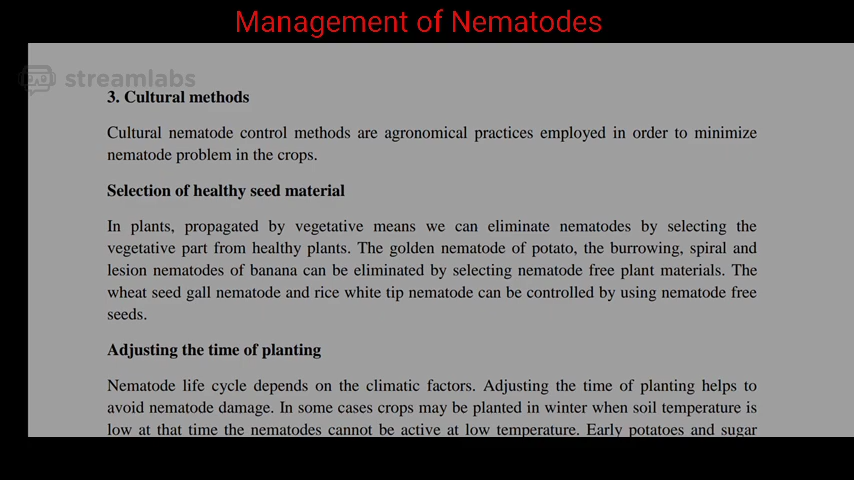 Management of Nematodes
streamlabs
3. Cultural methods
Cultural nematode control methods are agronomical practices employed in order to minimize
nematode problem in the crops.
Selection of healthy seed material
In plants, propagated by vegetative means we can eliminate nematodes by selecting the
vegetative part from healthy plants. The golden nematode of potato, the burrowing, spiral and
lesion nematodes of banana can be eliminated by selecting nematode free plant materials. The
wheat seed gall nematode and rice white tip nematode can be controlled by using nematode free
seeds.
Adjusting the time of planting
Nematode life cycle depends on the climatic factors. Adjusting the time of planting helps to
avoid nematode damage. In some cases crops may be planted in winter when soil temperature is
low at that time the nematodes cannot be active at low temperature. Early potatoes and sugar